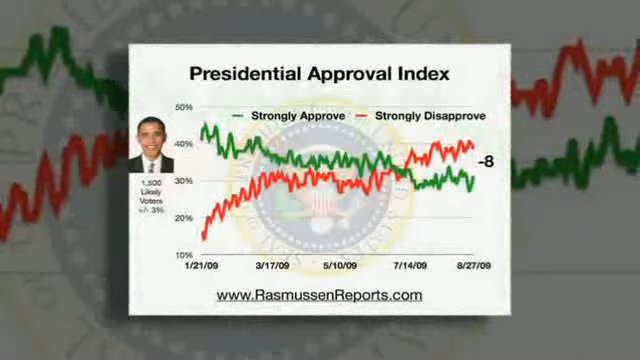 Presidential Approval Index
50%
Strongly Approve
Strongly Disapprove
40%
-8
30%
1,500
Likely
Voters
+/- 3%
20%
10%
1/21/09
3/17/09
5/10/09
7/14/09
8/27/09
www.RasmussenReports.com